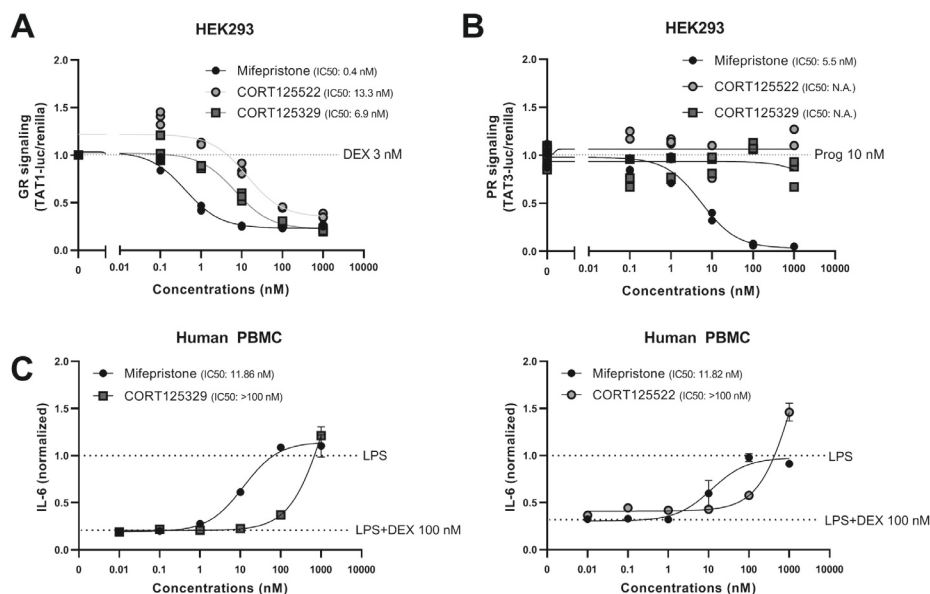 A
HEK293
Mifepristone (IC50: 0.4 nM)
CORT125522 (IC50: 13.3 nM)
CORT125329 (IC50: 6.9 nM)
DEX 3 nM
GR signaling
(TAT1-luc/renilla)
2.0
1.5
1.0
0.5
0.0
0
0.01
0.1
1
10
100
1000
10000
Concentrations (nM)
B
HEK293
Mifepristone (IC50: 5.5 nM)
CORT125522 (IC50: N.A.)
CORT125329 (IC50: N.A.)
Prog 10 nM
PR signaling
(TAT3-luc/renilla)
2.0
1.5
1.0
0.5
0.0
0
0.01
0.1
1
10
100
1000
10000
Concentrations (nM)
C
Human PBMC
Mifepristone (IC50: 11.86 nM)
CORT125329 (IC50: >100 nM)
LPS
LPS+DEX 100 nM
IL-6 (normalized)
2.0
1.5
1.0
0.5
0.0
0.01
0.1
1
10
100
1000
10000
Concentrations (nM)
Human PBMC
Mifepristone (IC50: 11.82 nM)
CORT125522 (IC50: >100 nM)
LPS
LPS+DEX 100 nM
IL-6 (normalized)
2.0
1.5
1.0
0.5
0.0
0.01
0.1
1
10
100
1000
10000
Concentrations (nM)